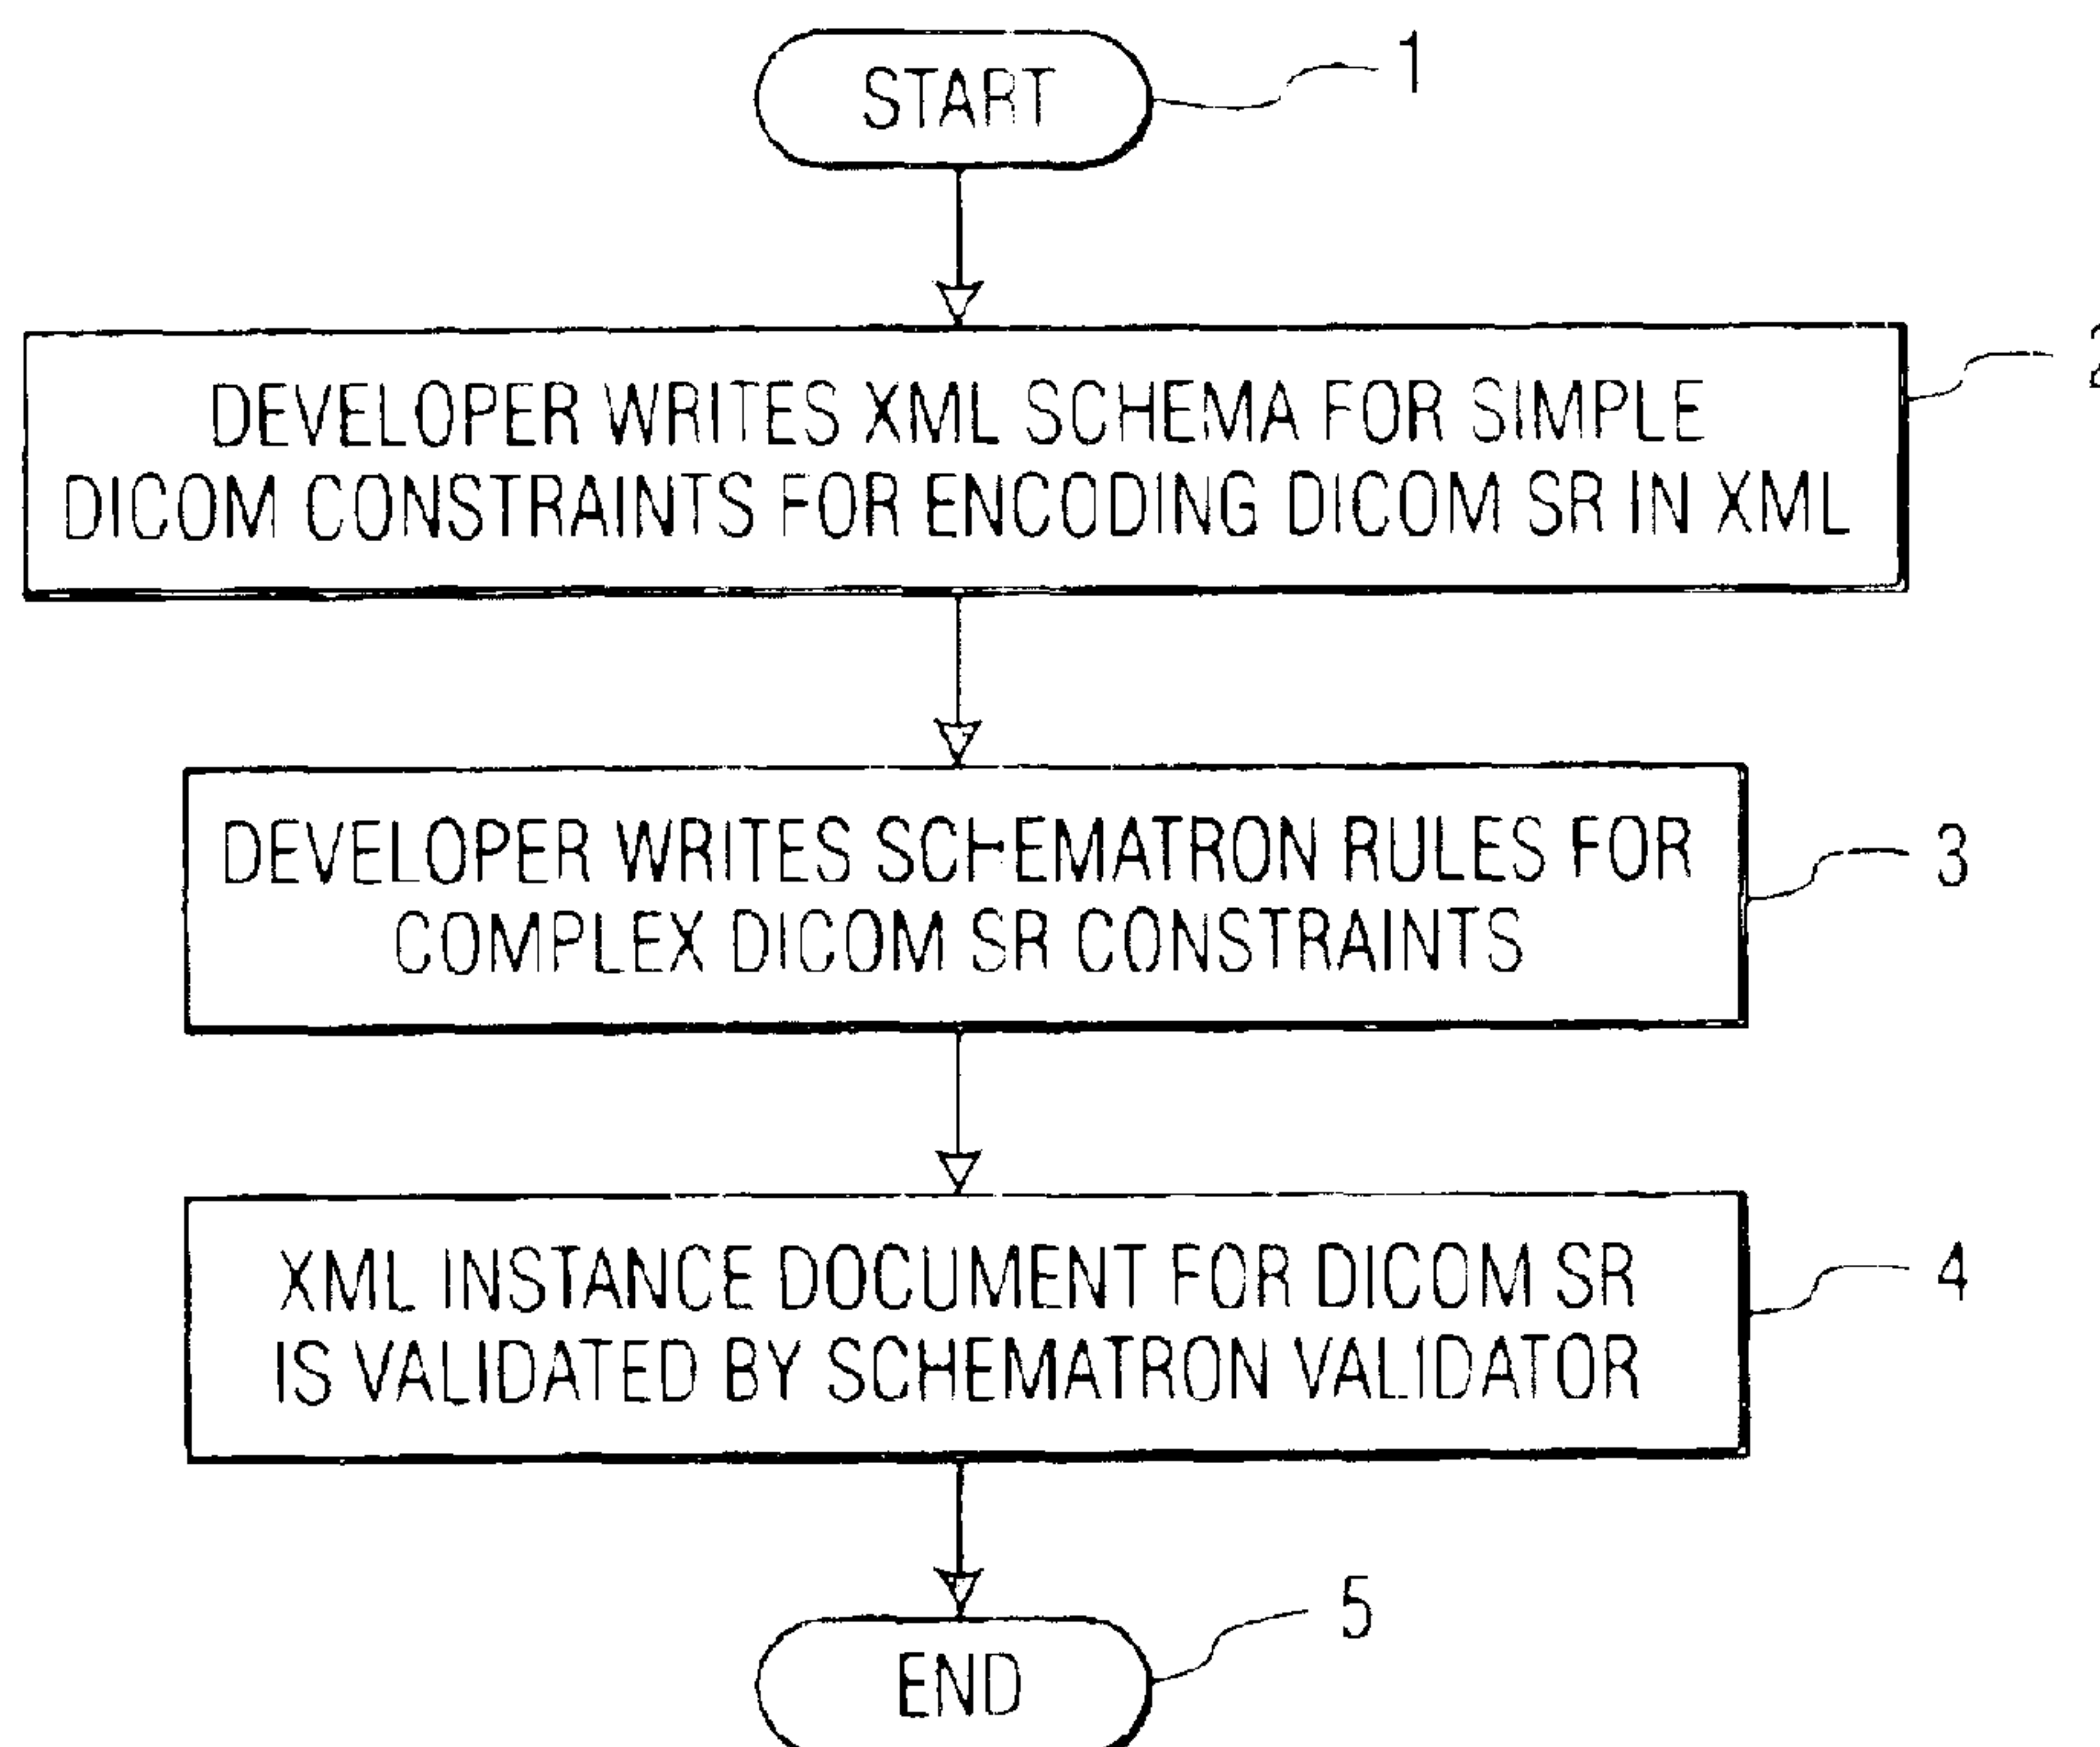 START
1
DEVELOPER WRITES XML SCHEMA FOR SIMPLE
DICOM CONSTRAINTS FOR ENCODING DICOM SR IN XML
2
DEVELOPER WRITES SCHEMATRON RULES FOR
COMPLEX DICOM SR CONSTRAINTS
3
XML INSTANCE DOCUMENT FOR DICOM SR
IS VALIDATED BY SCHEMATRON VALIDATOR
4
END
5